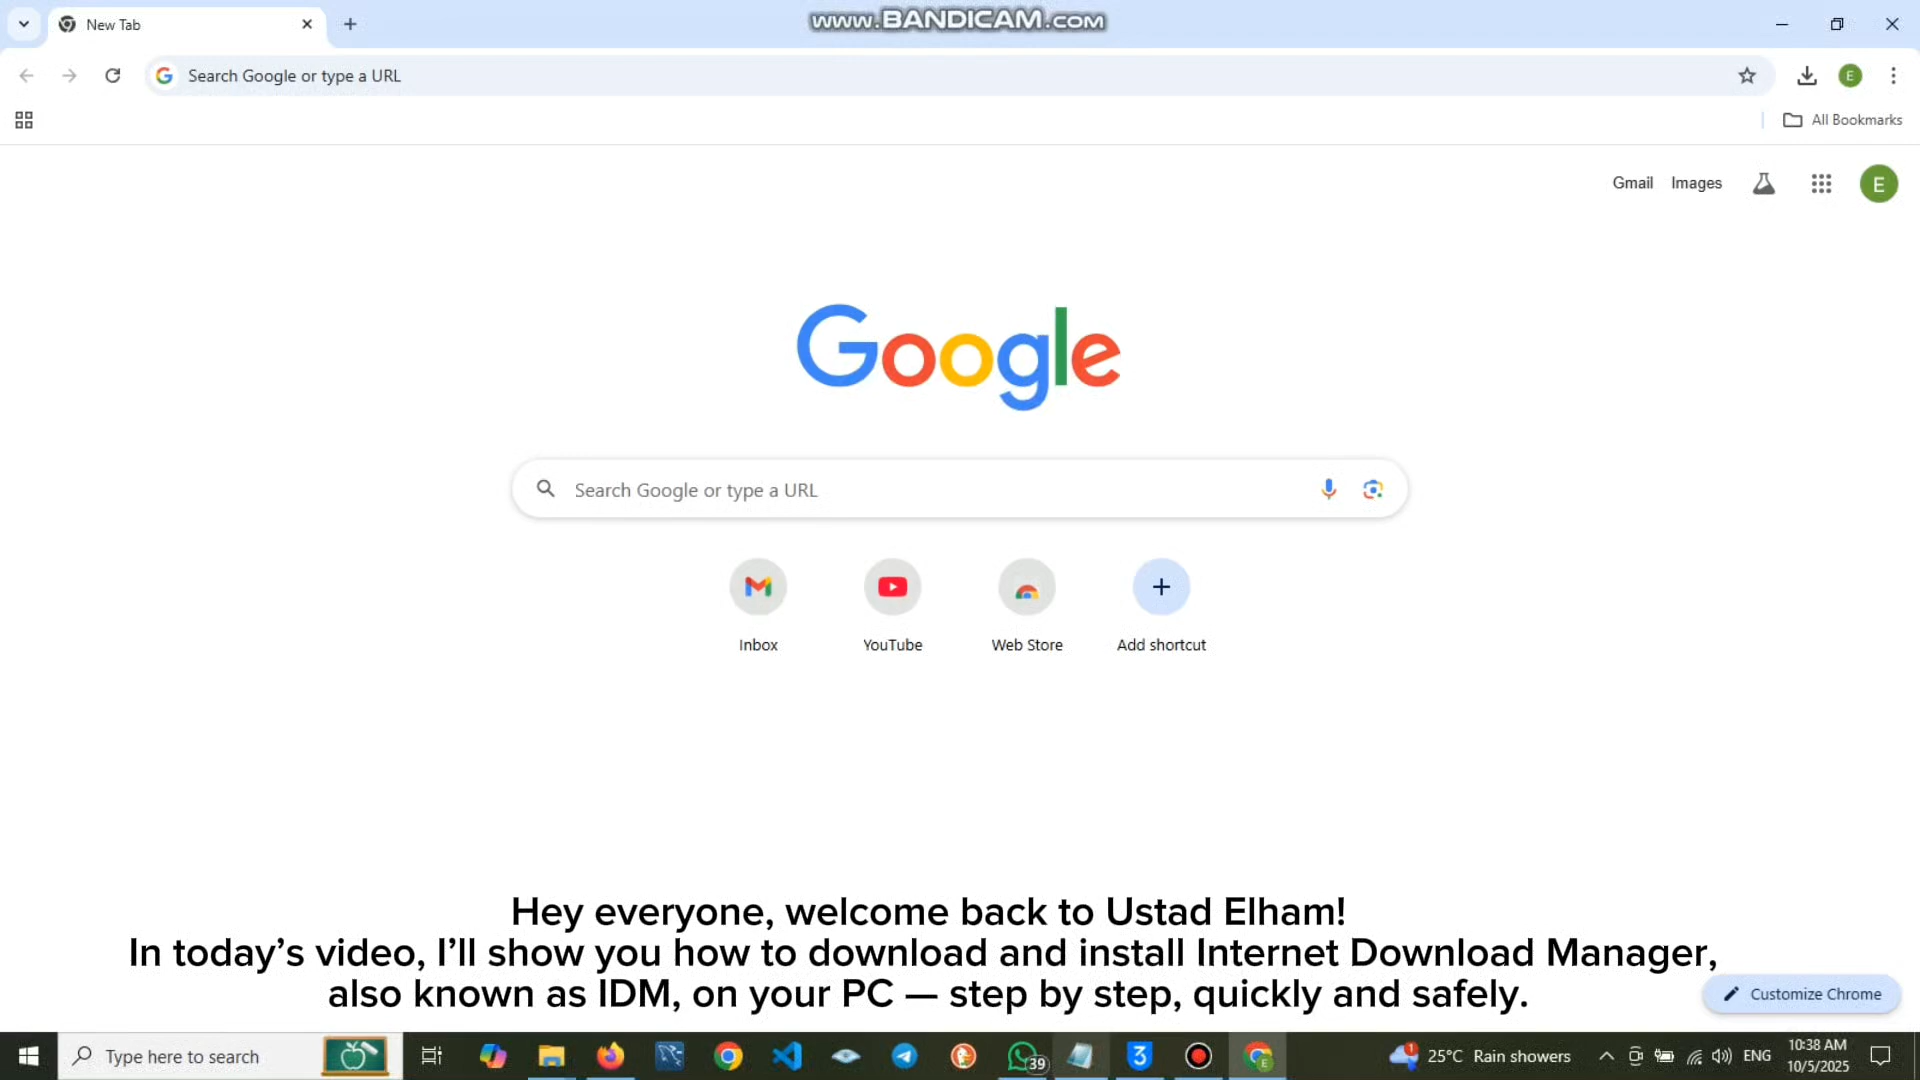 New Tab
www.BANDICAM.com
Search Google or type a URL
E
All Bookmarks
Gmail
Images
E
Google
Search Google or type a URL
Inbox
YouTube
Web Store
Add shortcut
Hey everyone, welcome back to Ustad Elham!
In today’s video, I’ll show you how to download and install Internet Download Manager,
also known as IDM, on your PC — step by step, quickly and safely.
Customize Chrome
Type here to search
39
3
E
1
25°C Rain showers
ENG
10:38 AM
10/5/2025